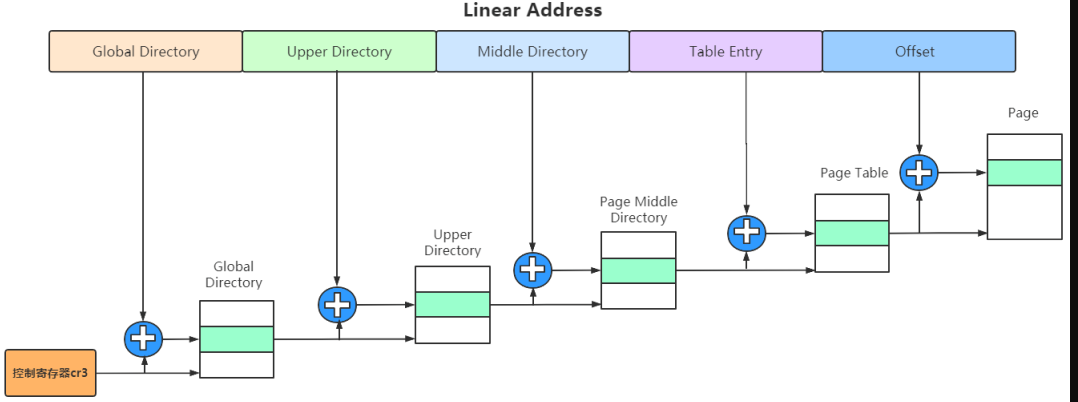 Linear Address
Global Directory
Upper Directory
Middle Directory
Table Entry
Offset
Page
Page Table
Page Middle
Directory
Upper
Directory
Global
Directory
控制寄存器cr3